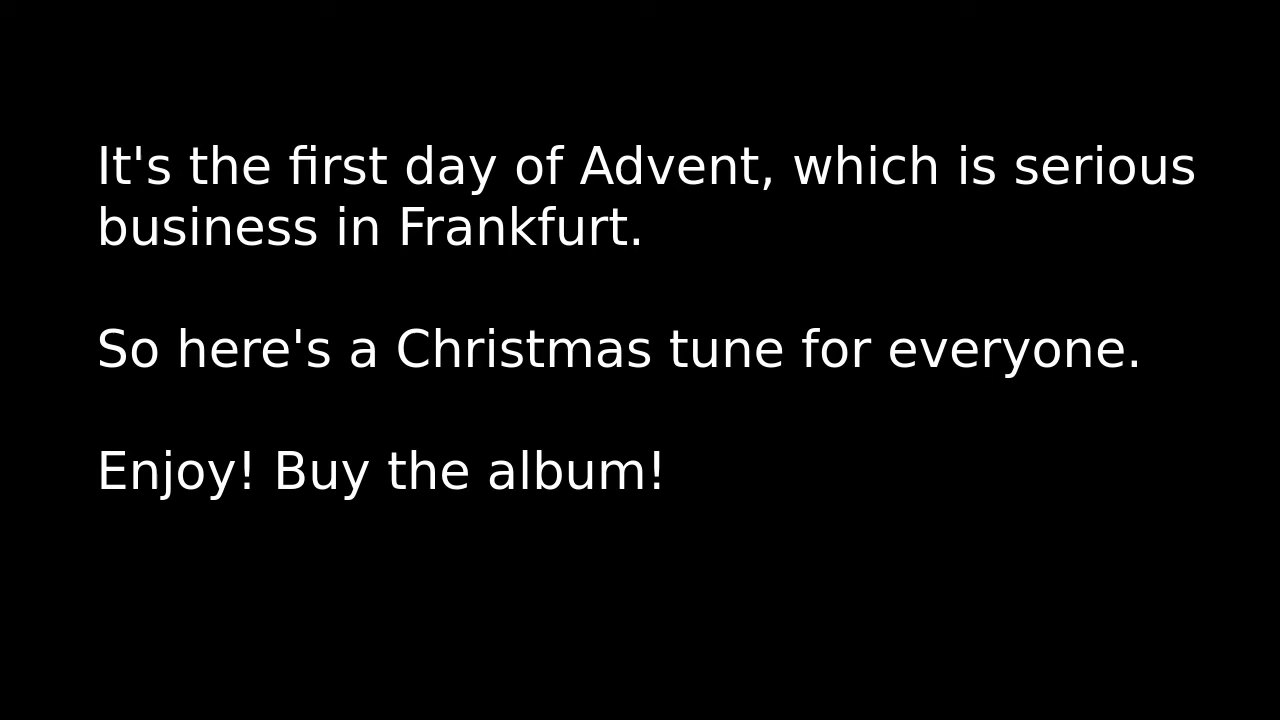 It's the first day of Advent, which is serious
business in Frankfurt.
So here's a Christmas tune for everyone.
Enjoy! Buy the album!